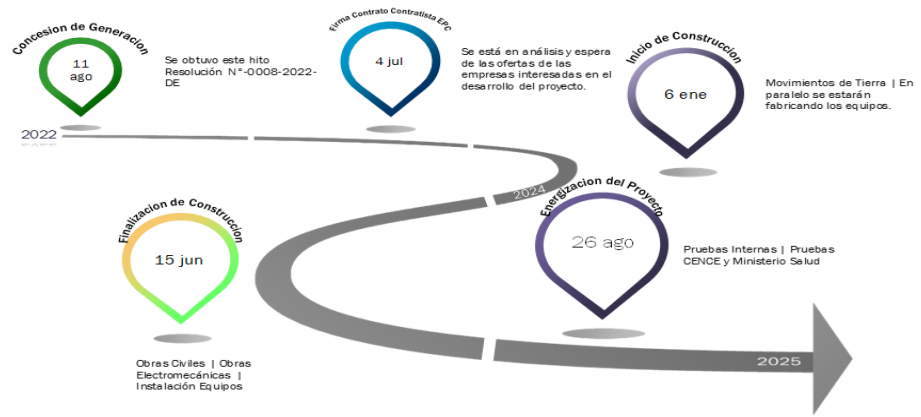 Concesion de Generacion
11
ago
Se obtuvo este hito
Resolución N°-0008-2022-
DE
Firma Contrato Contratista EPC
4 jul
Se está en análisis y espera
de las ofertas de las
empresas interesadas en el
desarrollo del proyecto.
Inicio de Construccion
6 ene
Movimientos de Tierra | En
paralelo se estarán
fabricando los equipos.
2022
2024
Finalizacion de Construccion
15 jun
Obras Civiles | Obras
Electromecánicas |
Instalación Equipos
Energizacion del Proyecto
26 ago
Pruebas Internas | Pruebas
CENCE y Ministerio Salud
2025